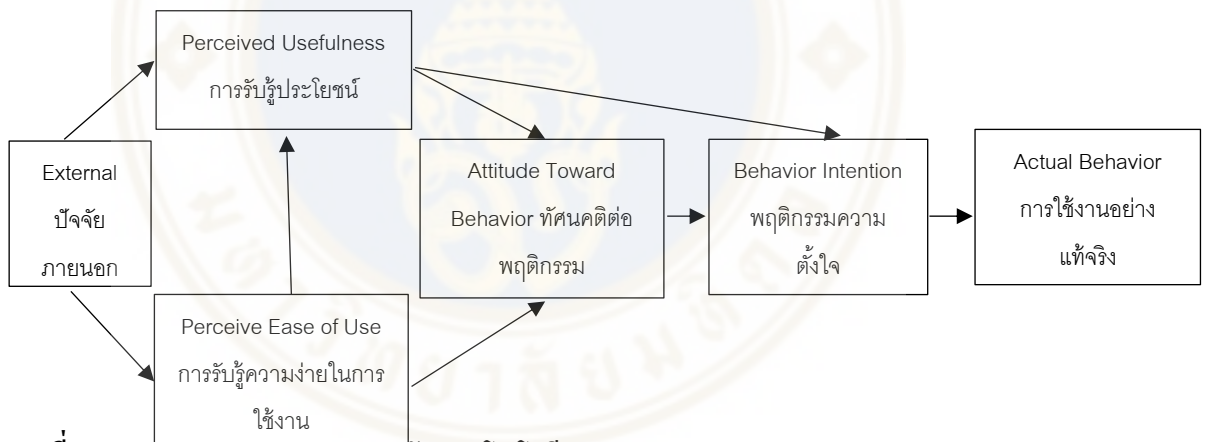 Perceived Usefulness
การรับรู้ประโยชน์
External
ปัจจัย
ภายนอก
Attitude Toward
Behavior ทัศนคติต่อ
พฤติกรรม
Behavior Intention
พฤติกรรมความ
ตั้งใจ
Actual Behavior
การใช้งานอย่าง
แท้จริง
Perceive Ease of Use
การรับรู้ความง่ายในการ
ใช้งาน